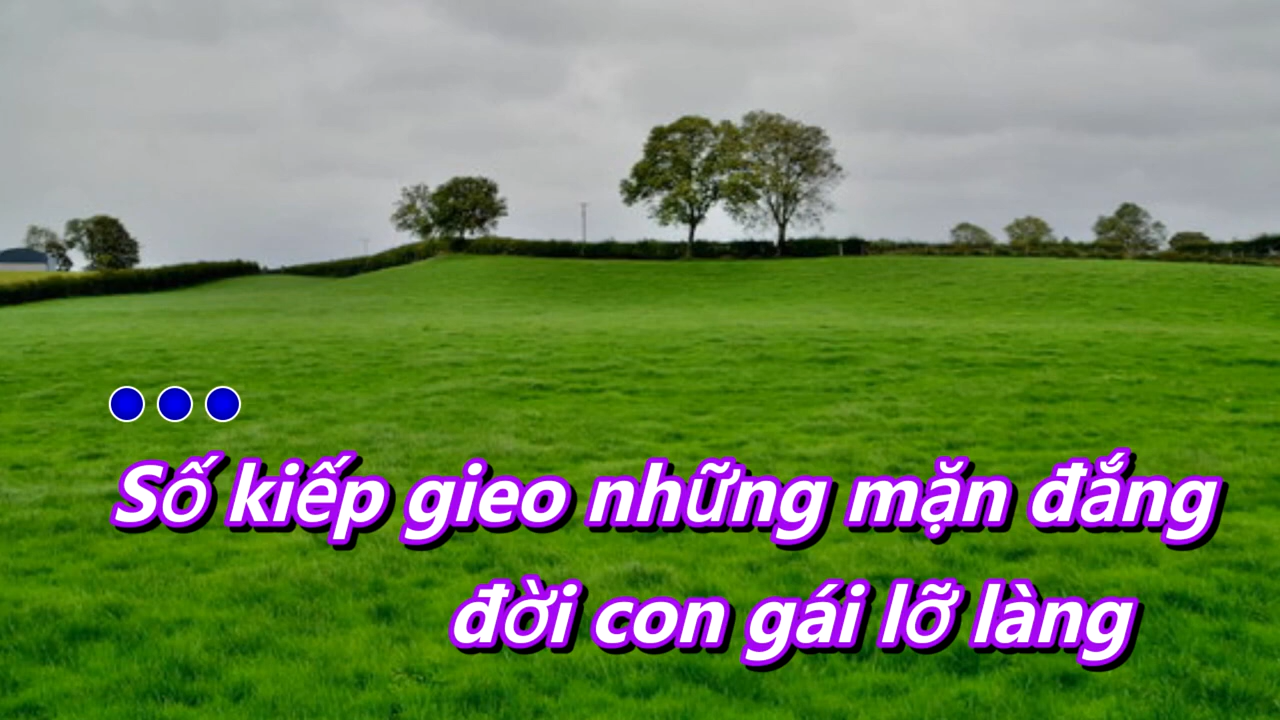 Số kiếp gieo những mặn đắng
đời con gái lỡ làng